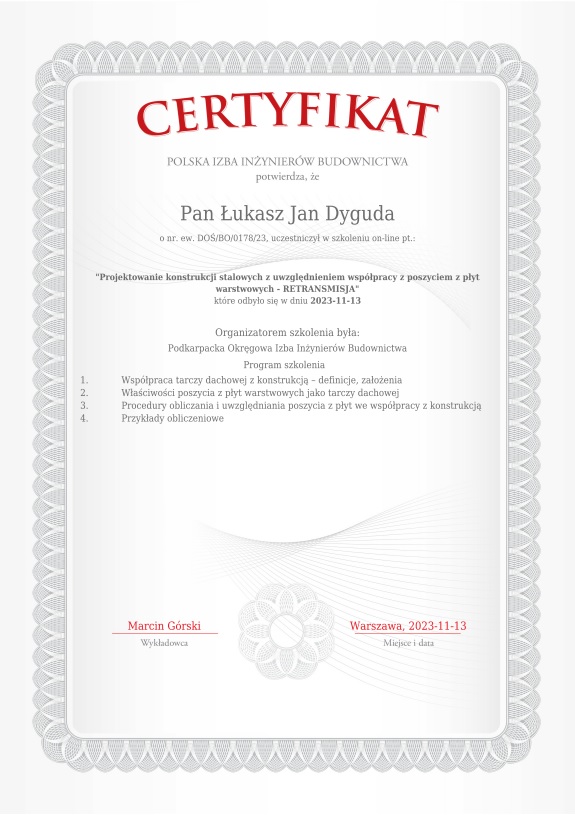 CERTYFIKAT
POLSKA IZBA INŻYNIERÓW BUDOWNICTWA
potwierdza, że
Pan Łukasz Jan Dyguda
o nr. ew. DOŚ/BO/0178/23, uczestniczył w szkoleniu on-line pt.:
"Projektowanie konstrukcji stalowych z uwzględnieniem współpracy z poszyciem z płyt
warstwowych - RETRANSMISJA"
które odbyło się w dniu 2023-11-13
Organizatorem szkolenia była:
Podkarpacka Okręgowa Izba Inżynierów Budownictwa
Program szkolenia
1. Współpraca tarczy dachowej z konstrukcją – definicje, założenia
2. Właściwości poszycia z płyt warstwowych jako tarczy dachowej
3. Procedury obliczania i uwzględniania poszycia z płyt we współpracy z konstrukcją
4. Przykłady obliczeniowe
Marcin Górski
Wykładowca
Warszawa, 2023-11-13
Miejsce i data